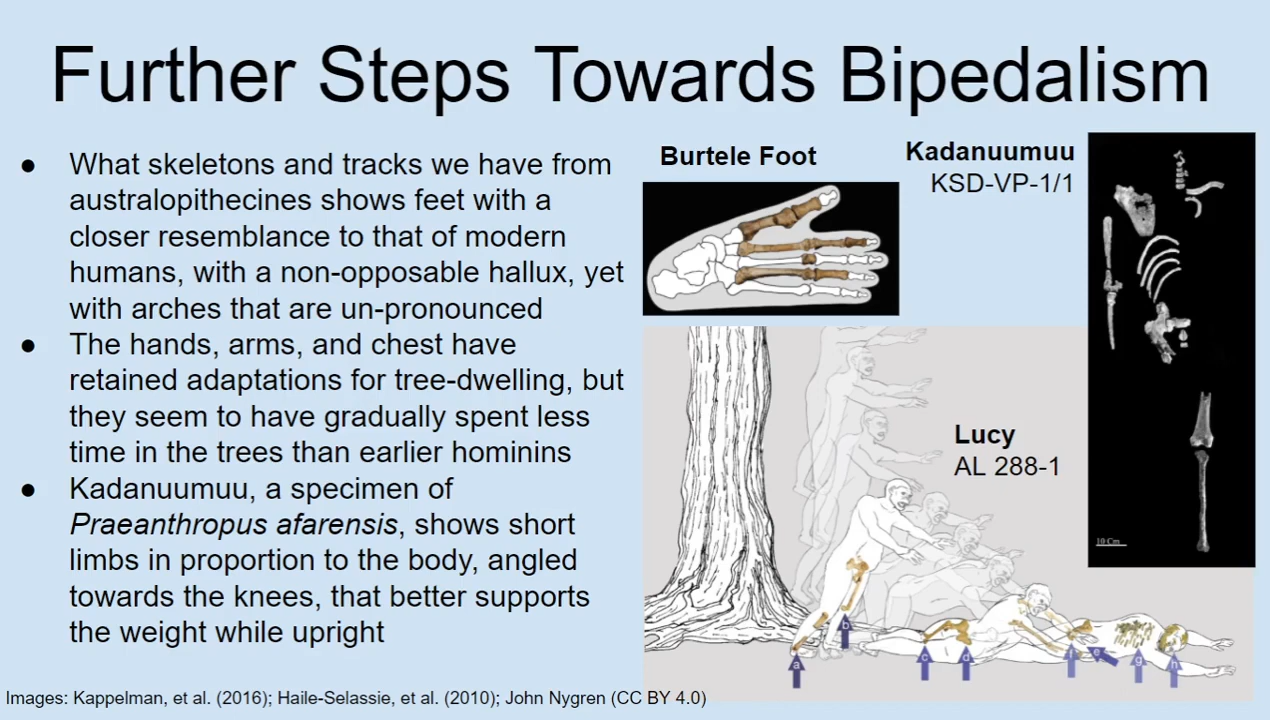 Further Steps Towards Bipedalism
● What skeletons and tracks we have from
australopithecines shows feet with a
closer resemblance to that of modern
humans, with a non-opposable hallux, yet
with arches that are un-pronounced
● The hands, arms, and chest have
retained adaptations for tree-dwelling, but
they seem to have gradually spent less
time in the trees than earlier hominins
● Kadanuumuu, a specimen of
Praeanthropus afarensis, shows short
limbs in proportion to the body, angled
towards the knees, that better supports
the weight while upright
Burtele Foot
Kadanuumuu
KSD-VP-1/1
10 Cm
Lucy
AL 288-1
a
b
c
d
f
e
g
h
Images: Kappelman, et al. (2016); Haile-Selassie, et al. (2010); John Nygren (CC BY 4.0)